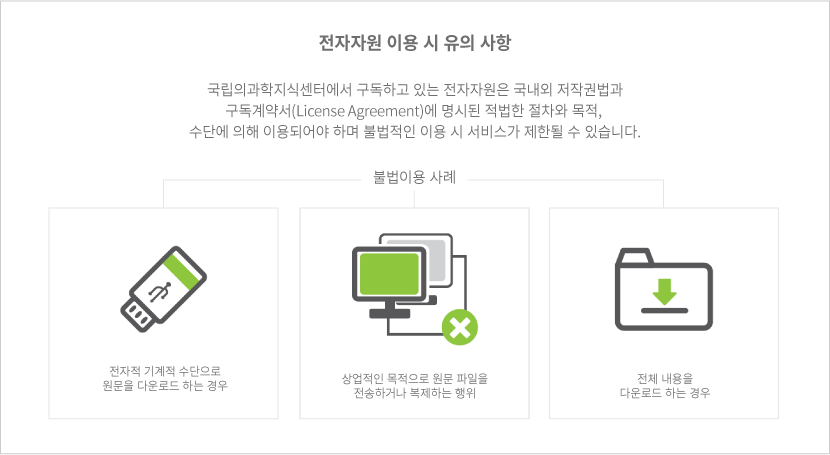 전자자원 이용 시 유의 사항
국립의과학지식센터에서 구독하고 있는 전자자원은 국내외 저작권법과
구독계약서(License Agreement)에 명시된 적법한 절차와 목적,
수단에 의해 이용되어야 하며 불법적인 이용 시 서비스가 제한될 수 있습니다.
불법이용 사례
전자적 기계적 수단으로
원문을 다운로드 하는 경우
상업적인 목적으로 원문 파일을
전송하거나 복제하는 행위
전체 내용을
다운로드 하는 경우